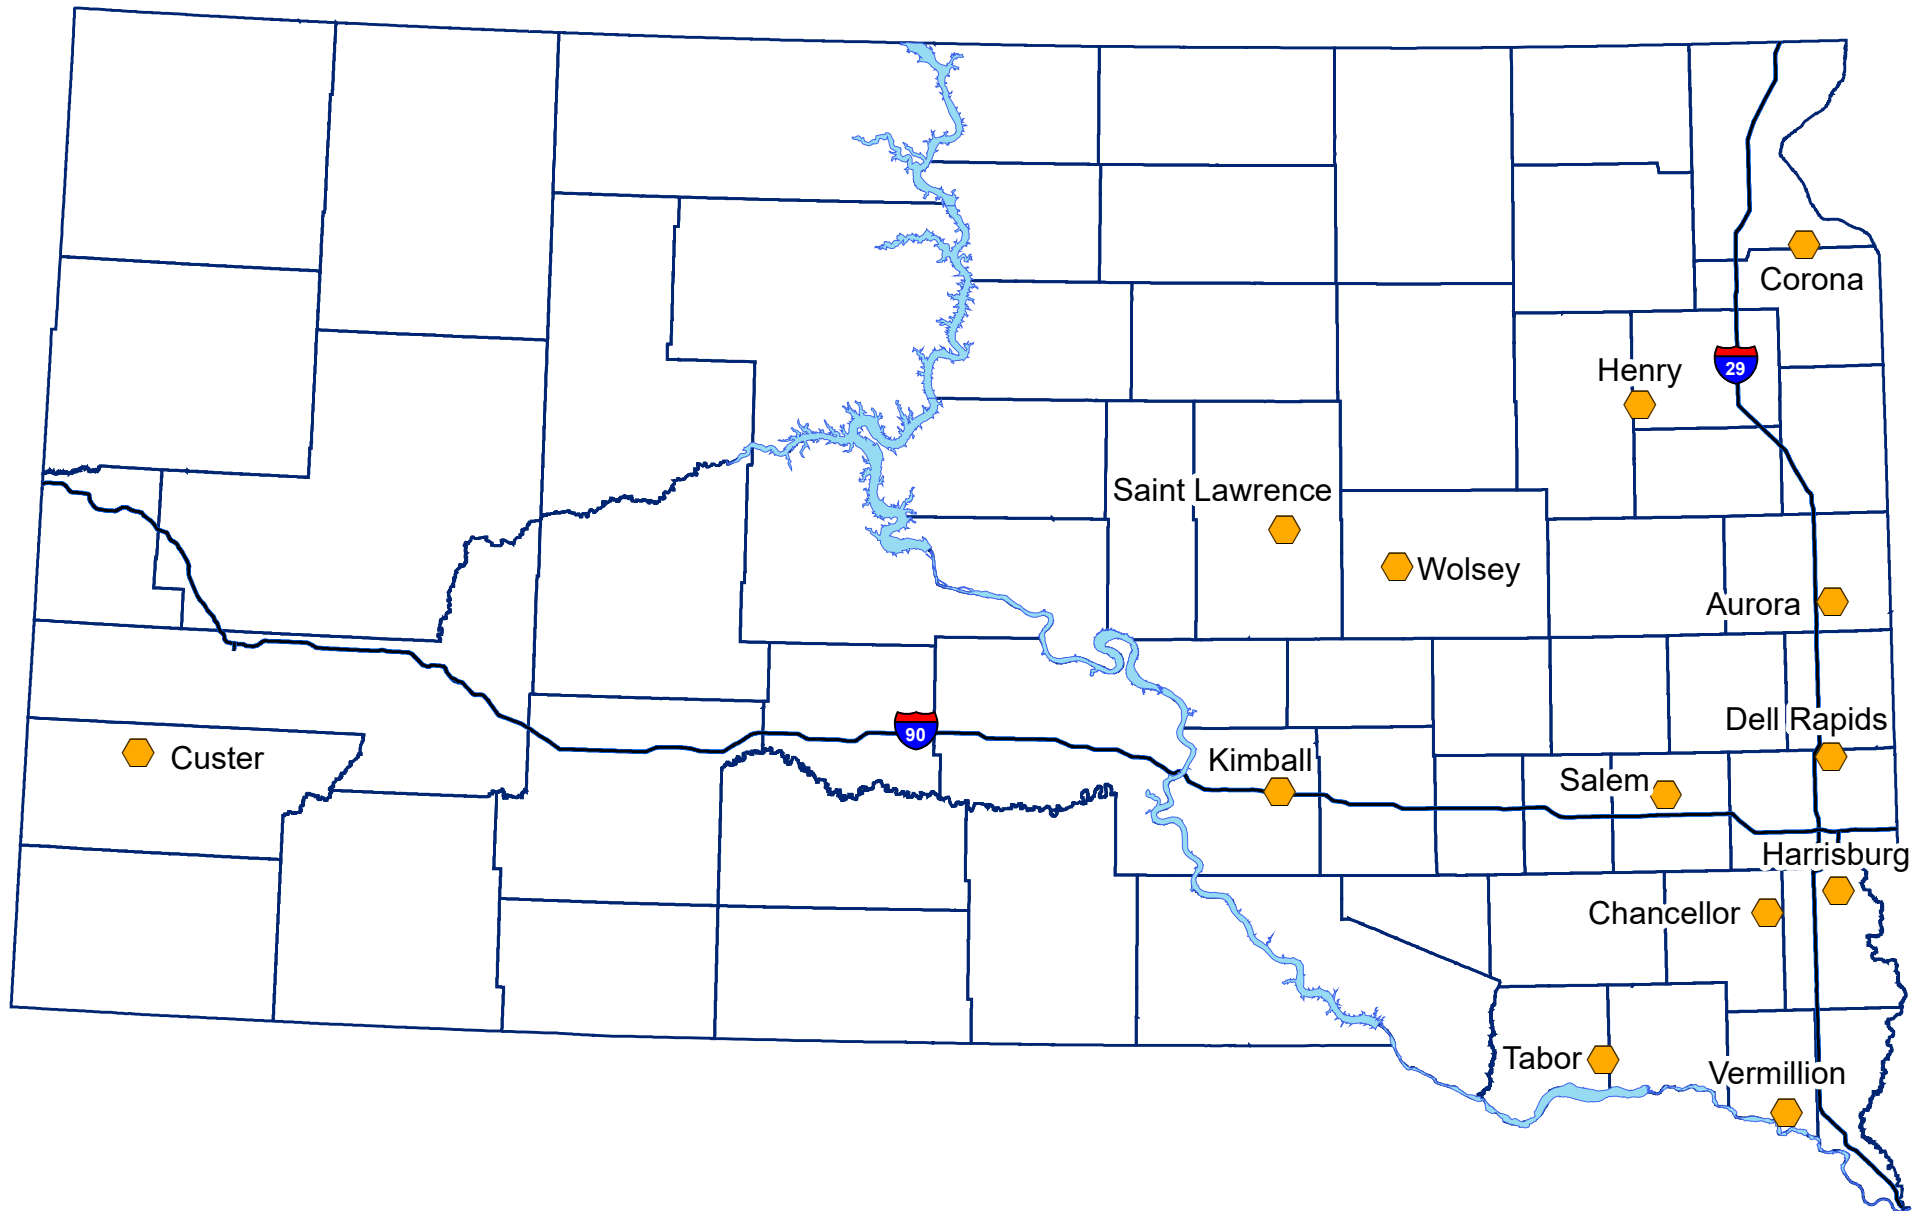 Corona
29
Henry
Saint Lawrence
Wolsey
Aurora
Dell Rapids
90
Custer
Kimball
Salem
Harrisburg
Chancellor
Tabor
Vermillion